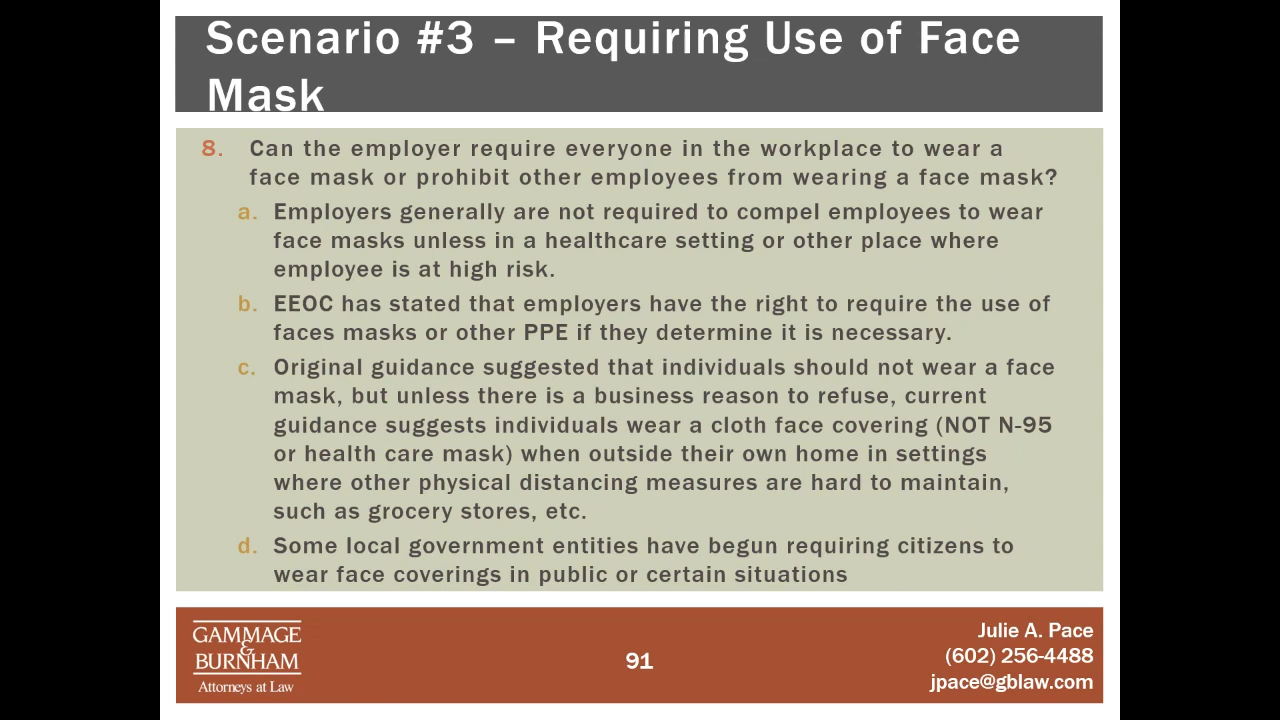 Scenario #3 – Requiring Use of Face
Mask
8. Can the employer require everyone in the workplace to wear a
face mask or prohibit other employees from wearing a face mask?
a. Employers generally are not required to compel employees to wear
face masks unless in a healthcare setting or other place where
employee is at high risk.
b. EEOC has stated that employers have the right to require the use of
faces masks or other PPE if they determine it is necessary.
c. Original guidance suggested that individuals should not wear a face
mask, but unless there is a business reason to refuse, current
guidance suggests individuals wear a cloth face covering (NOT N-95
or health care mask) when outside their own home in settings
where other physical distancing measures are hard to maintain,
such as grocery stores, etc.
d. Some local government entities have begun requiring citizens to
wear face coverings in public or certain situations
GAMMAGE
&
BURNHAM
Attorneys at Law
91
Julie A. Pace
(602) 256-4488
jpace@gblaw.com